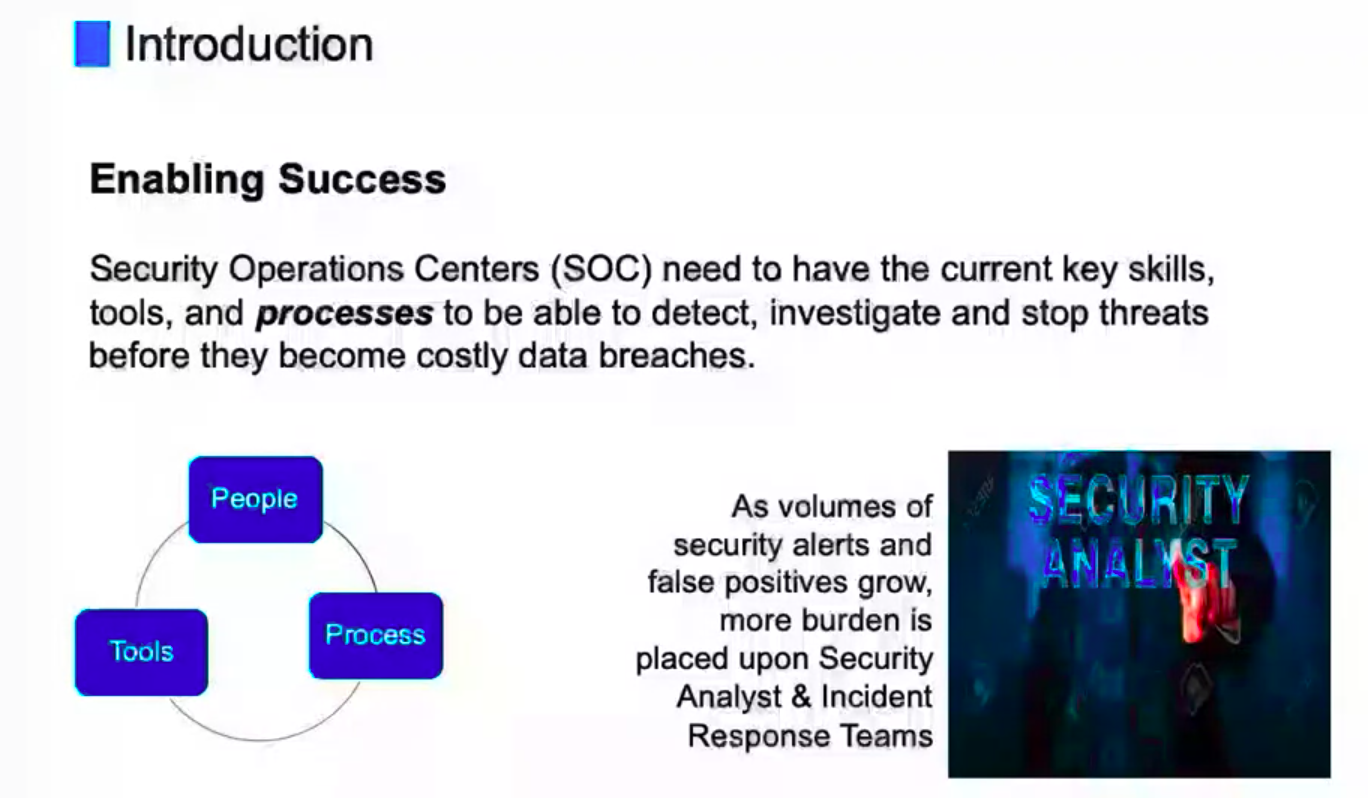 Introduction
Enabling Success
Security Operations Centers (SOC) need to have the current key skills,
tools, and processes to be able to detect, investigate and stop threats
before they become costly data breaches.
People
Process
Tools
As volumes of
security alerts and
false positives grow,
more burden is
placed upon Security
Analyst & Incident
Response Teams
SECURITY
ANALYST